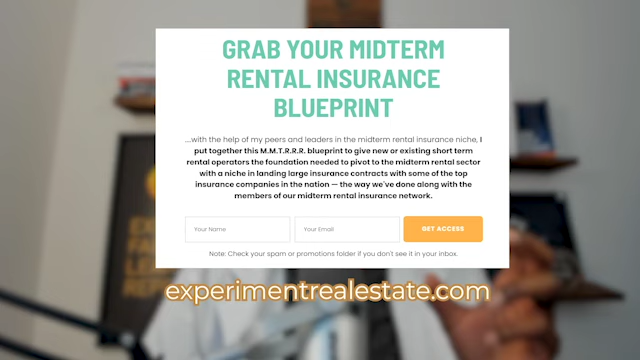 GRAB YOUR MIDTERM
RENTAL INSURANCE
BLUEPRINT
...with the help of my peers and leaders in the midterm rental insurance niche, I
put together this M.M.T.R.R.R. blueprint to give new or existing short term
rental operators the foundation needed to pivot to the midterm rental sector
with a niche in landing large insurance contracts with some of the top
insurance companies in the nation — the way we've done along with the
members of our midterm rental insurance network.
Your Name
Your Email
GET ACCESS
Note: Check your spam or promotions folder if you don't see it in your inbox.
experimentrealestate.com